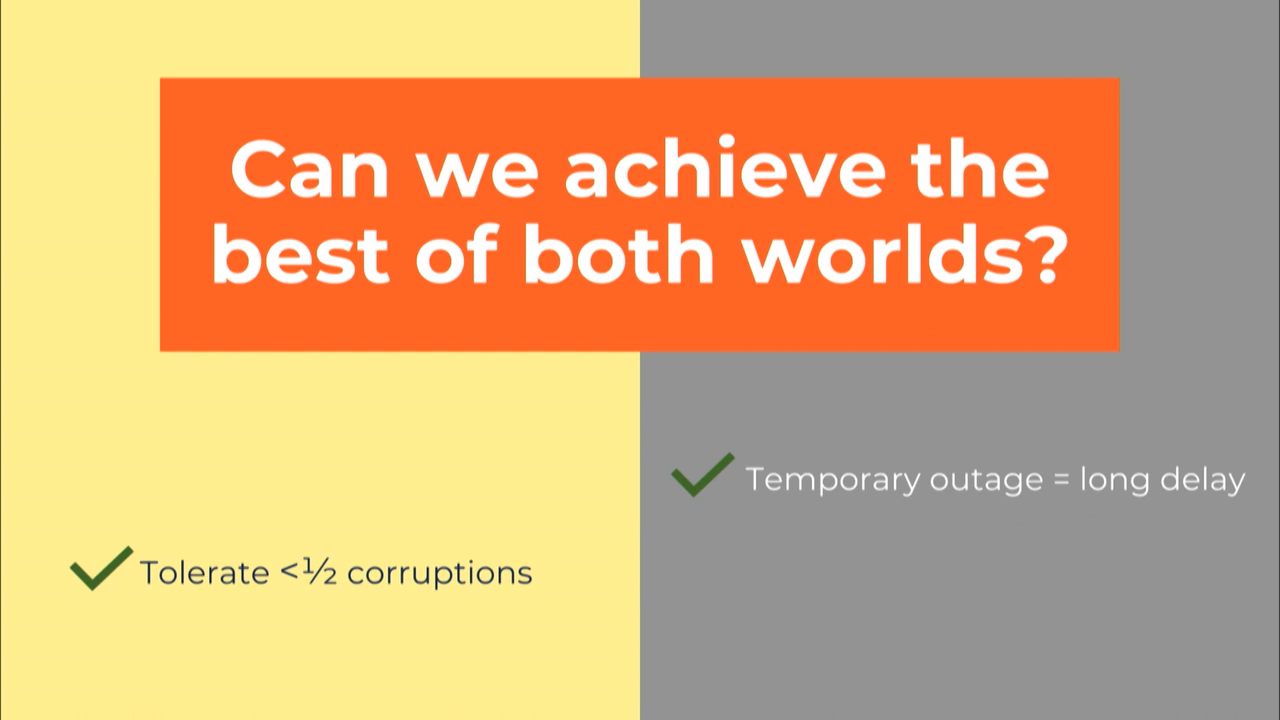 Can we achieve the
best of both worlds?
Temporary outage = long delay
Tolerate <½ corruptions